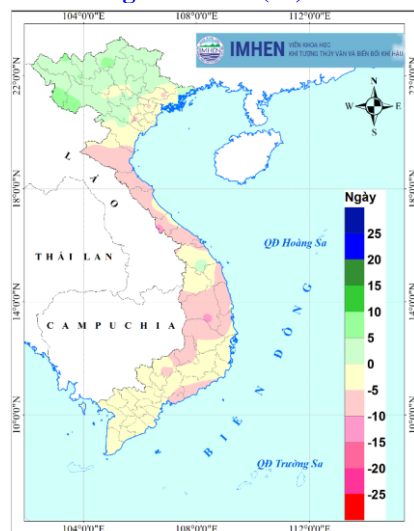 104°0'0"E 108°0'0"E 112°0'0"E
IMHEN VIỆN KHOA HỌC
KHÍ TƯỢNG THỦY VĂN VÀ BIẾN ĐỔI KHÍ HẬU
22°0'0"N
N
W E
S
LÀO
18°0'0"N
Ngày
25
20
15
10
5
0
-5
-10
-15
-20
-25
QĐ Hoàng Sa
THÁI LAN
14°0'0"N
CAMPUCHIA
BIỂN ĐÔNG
10°0'0"N
QĐ Trường Sa
104°0'0"E 108°0'0"E 112°0'0"E